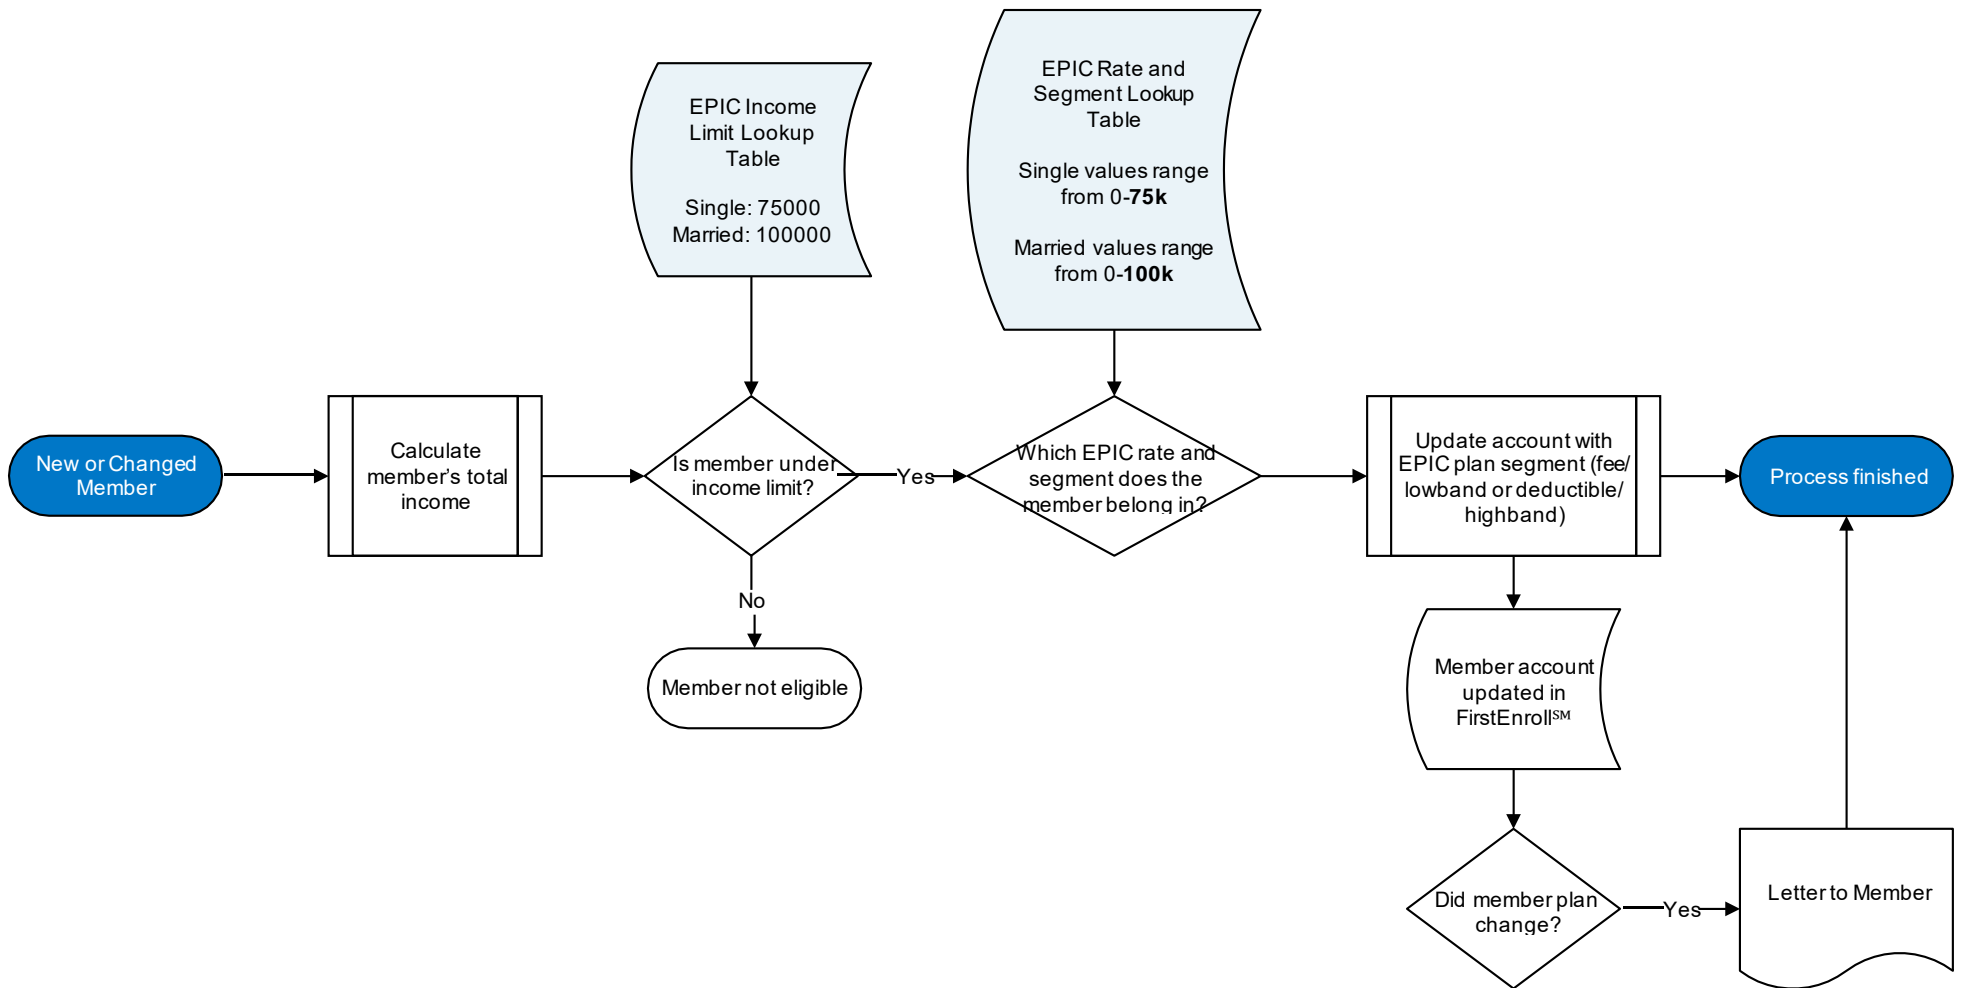 EPIC Income
Limit Lookup
Table
Single: 75000
Married: 100000
EPIC Rate and
Segment Lookup
Table
Single values range
from 0-75k
Married values range
from 0-100k
New or Changed
Member
Calculate
member's total
income
Is member under
income limit?
Yes
Which EPIC rate and
segment does the
member belong in?
Update account with
EPIC plan segment (fee/
lowband or deductible/
highband)
Process finished
No
Member not eligible
Member account
updated in
FirstEnroll℠
Did member plan
change?
Yes
Letter to Member